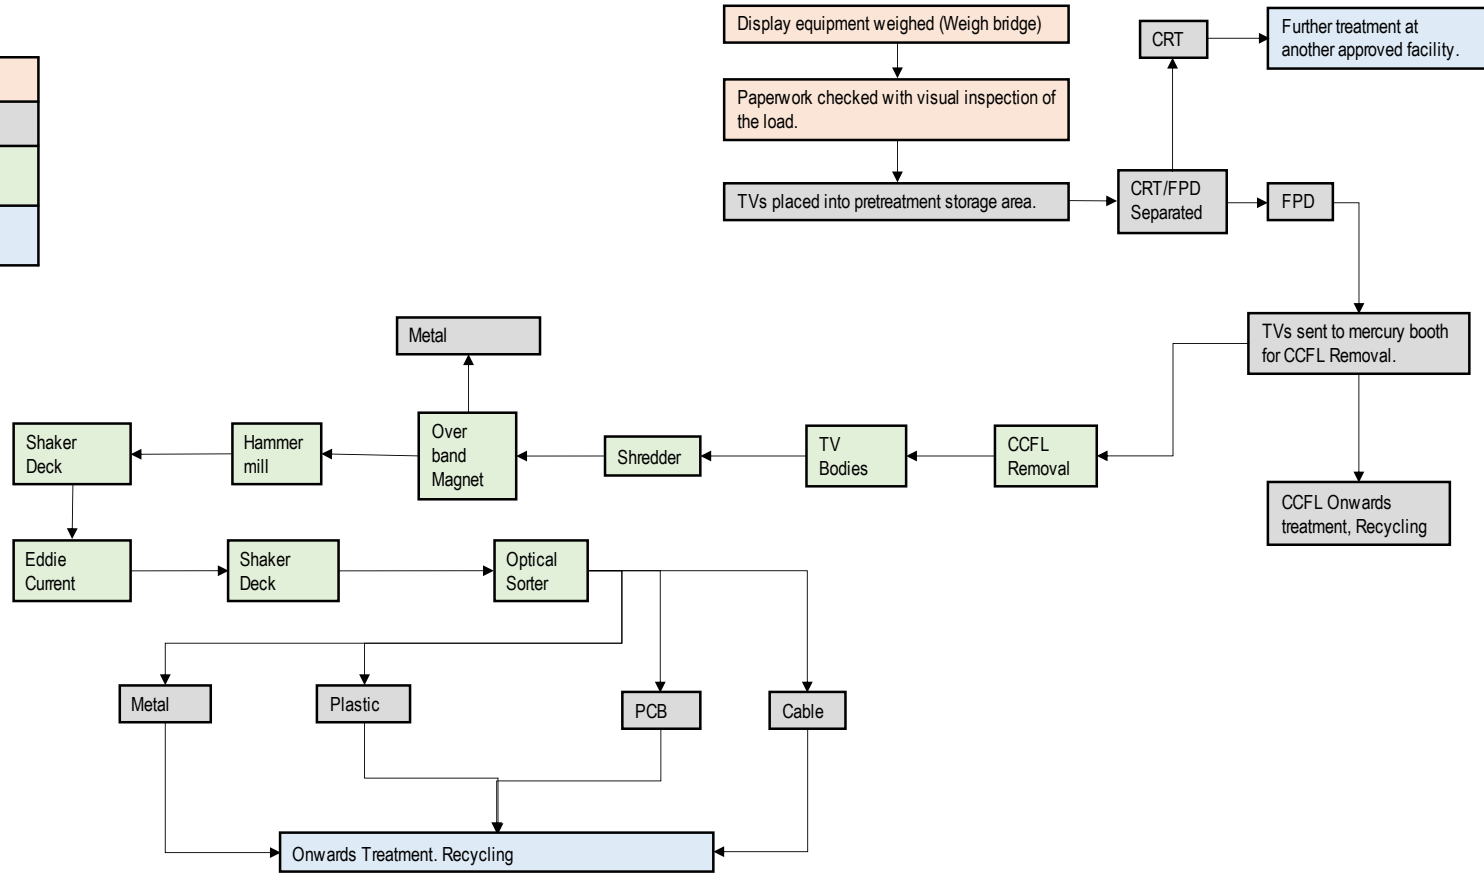 Display equipment weighed (Weigh bridge)
CRT
Further treatment at
another approved facility.
Paperwork checked with visual inspection of
the load.
TVs placed into pretreatment storage area.
CRT/FPD
Separated
FPD
TVs sent to mercury booth
for CCFL Removal.
Metal
Shaker
Deck
Hammer
mill
Over
band
Magnet
Shredder
TV
Bodies
CCFL
Removal
CCFL Onwards
treatment, Recycling
Eddie
Current
Shaker
Deck
Optical
Sorter
Metal
Plastic
PCB
Cable
Onwards Treatment. Recycling